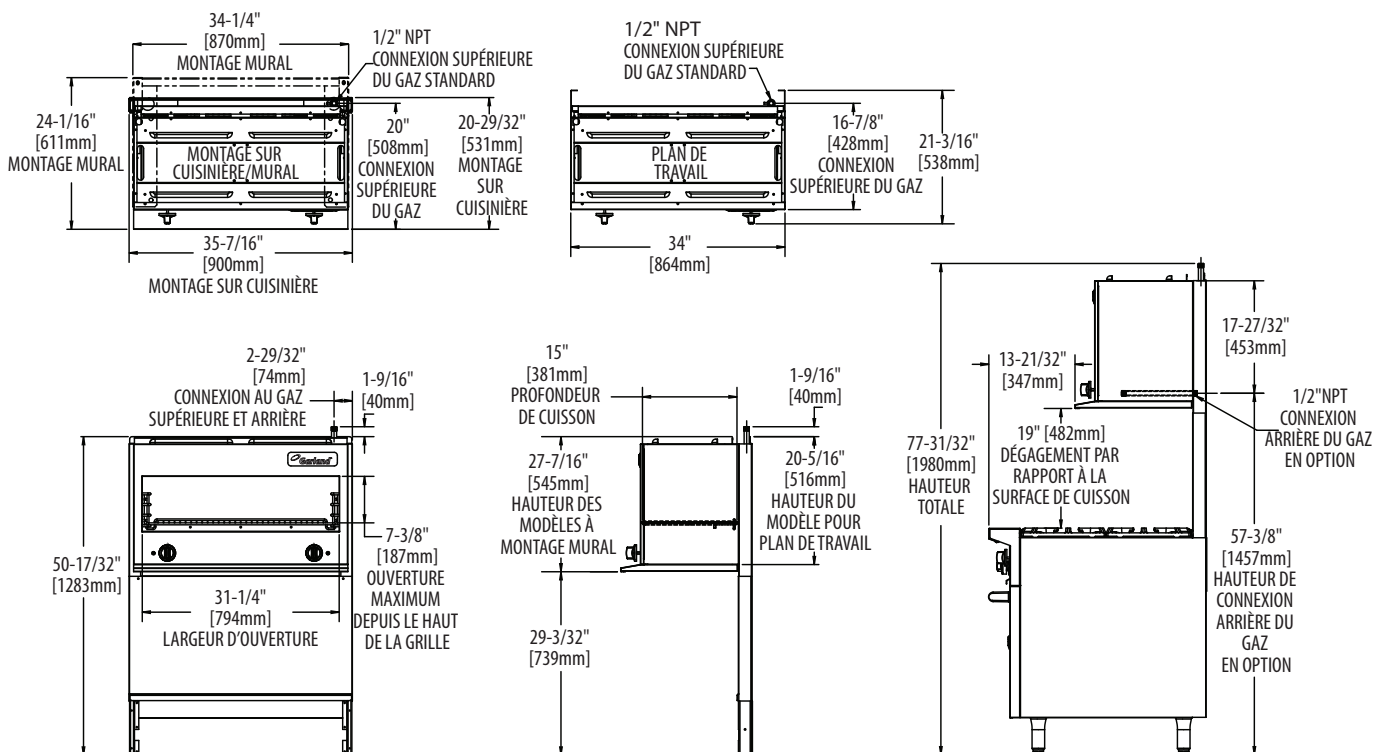 34-1/4"
[870mm]
MONTAGE MURAL
1/2" NPT
CONNEXION SUPÉRIEURE
DU GAZ STANDARD
24-1/16"
[611mm]
MONTAGE MURAL
MONTAGE SUR
CUISINIÈRE/MURAL
20"
[508mm]
CONNEXION
SUPÉRIEURE
DU GAZ
20-29/32"
[531mm]
MONTAGE
SUR
CUISINIÈRE
35-7/16"
[900mm]
MONTAGE SUR CUISINIÈRE
1/2" NPT
CONNEXION SUPÉRIEURE
DU GAZ STANDARD
PLAN DE
TRAVAIL
16-7/8"
[428mm]
CONNEXION
SUPÉRIEURE DU GAZ
21-3/16"
[538mm]
34"
[864mm]
2-29/32"
[74mm]
CONNEXION AU GAZ
SUPÉRIEURE ET ARRIÈRE
1-9/16"
[40mm]
Garland
50-17/32"
[1283mm]
31-1/4"
[794mm]
LARGEUR D'OUVERTURE
7-3/8"
[187mm]
OUVERTURE
MAXIMUM
DEPUIS LE HAUT
DE LA GRILLE
15"
[381mm]
PROFONDEUR
DE CUISSON
1-9/16"
[40mm]
27-7/16"
[545mm]
HAUTEUR DES
MODÈLES À
MONTAGE MURAL
20-5/16"
[516mm]
HAUTEUR DU
MODÈLE POUR
PLAN DE TRAVAIL
29-3/32"
[739mm]
13-21/32"
[347mm]
17-27/32"
[453mm]
1/2"NPT
CONNEXION
ARRIÈRE DU GAZ
EN OPTION
77-31/32"
[1980mm]
HAUTEUR
TOTALE
19" [482mm]
DÉGAGEMENT PAR
RAPPORT À LA
SURFACE DE CUISSON
57-3/8"
[1457mm]
HAUTEUR DE
CONNEXION
ARRIÈRE DU
GAZ
EN OPTION